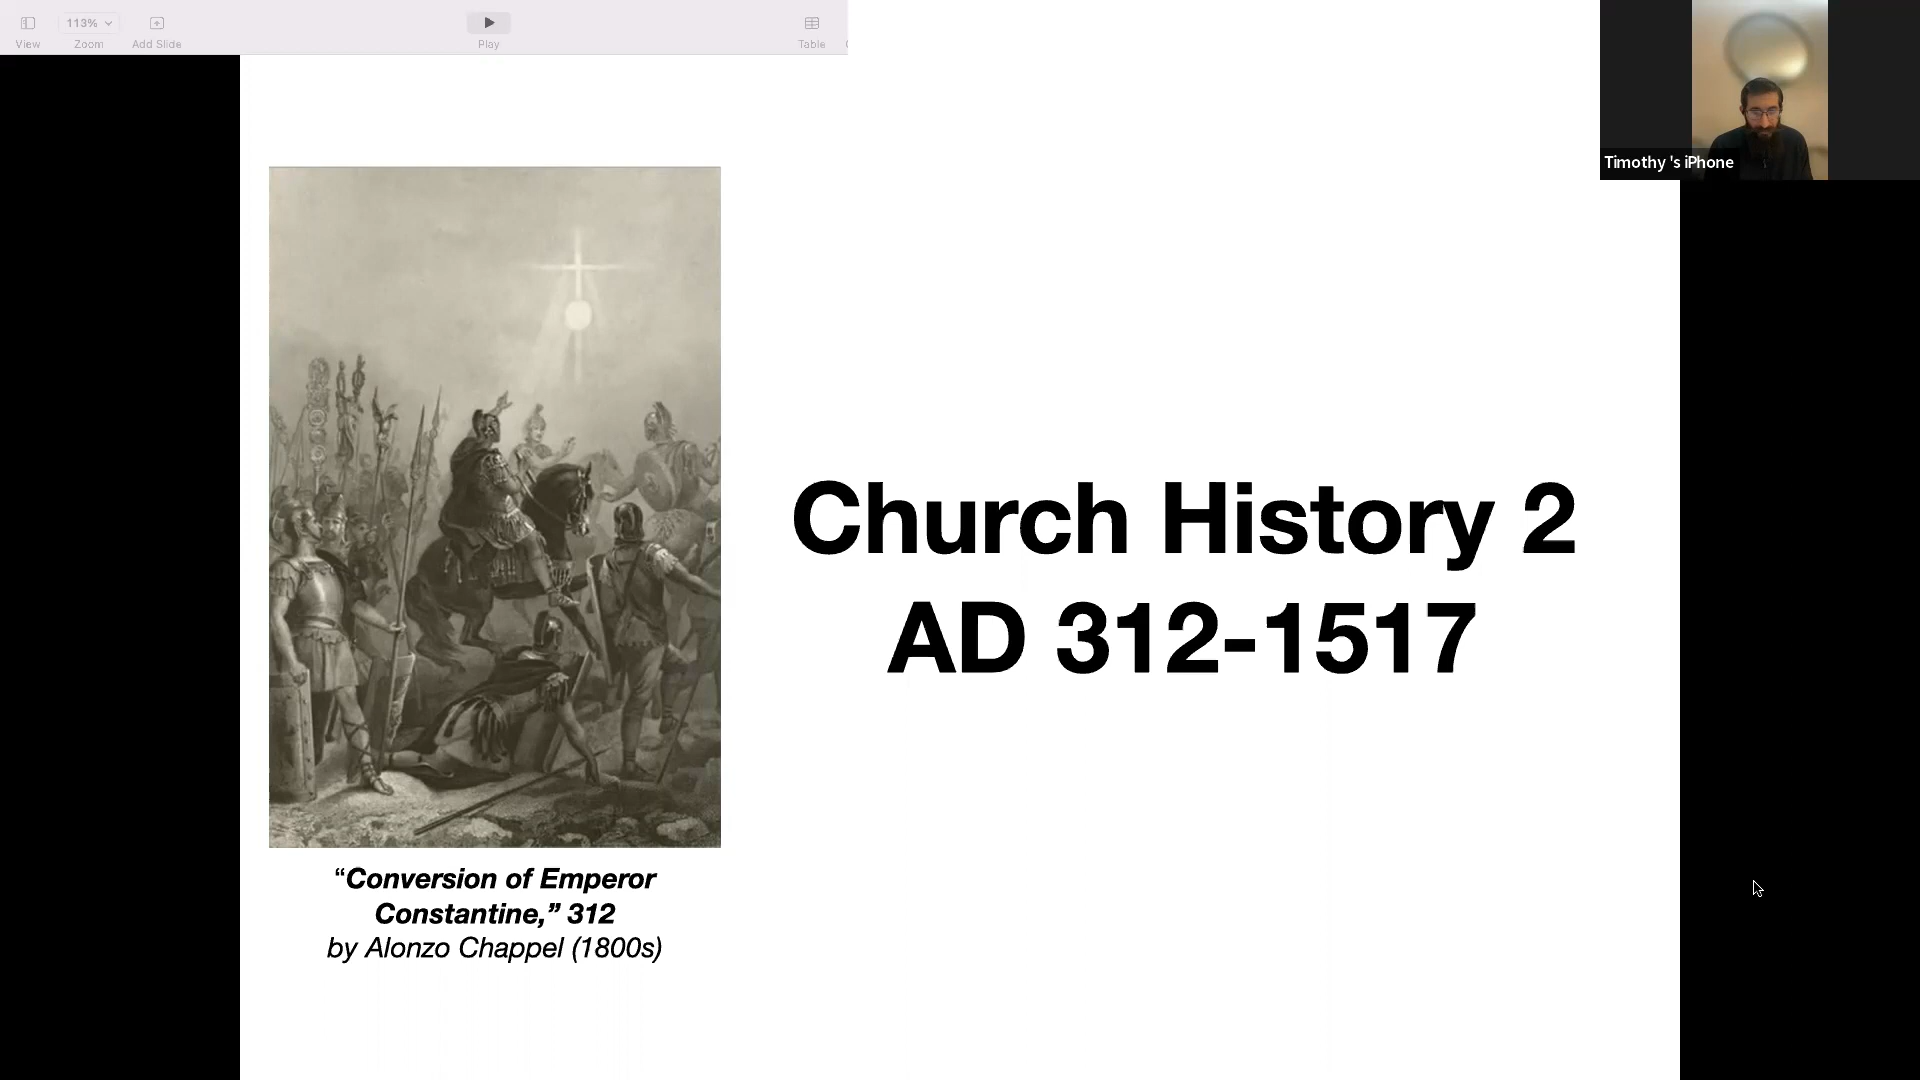 113%
View
Zoom
Add Slide
Play
Table
Timothy 's iPhone
Church History 2
AD 312-1517
“Conversion of Emperor
Constantine,” 312
by Alonzo Chappel (1800s)